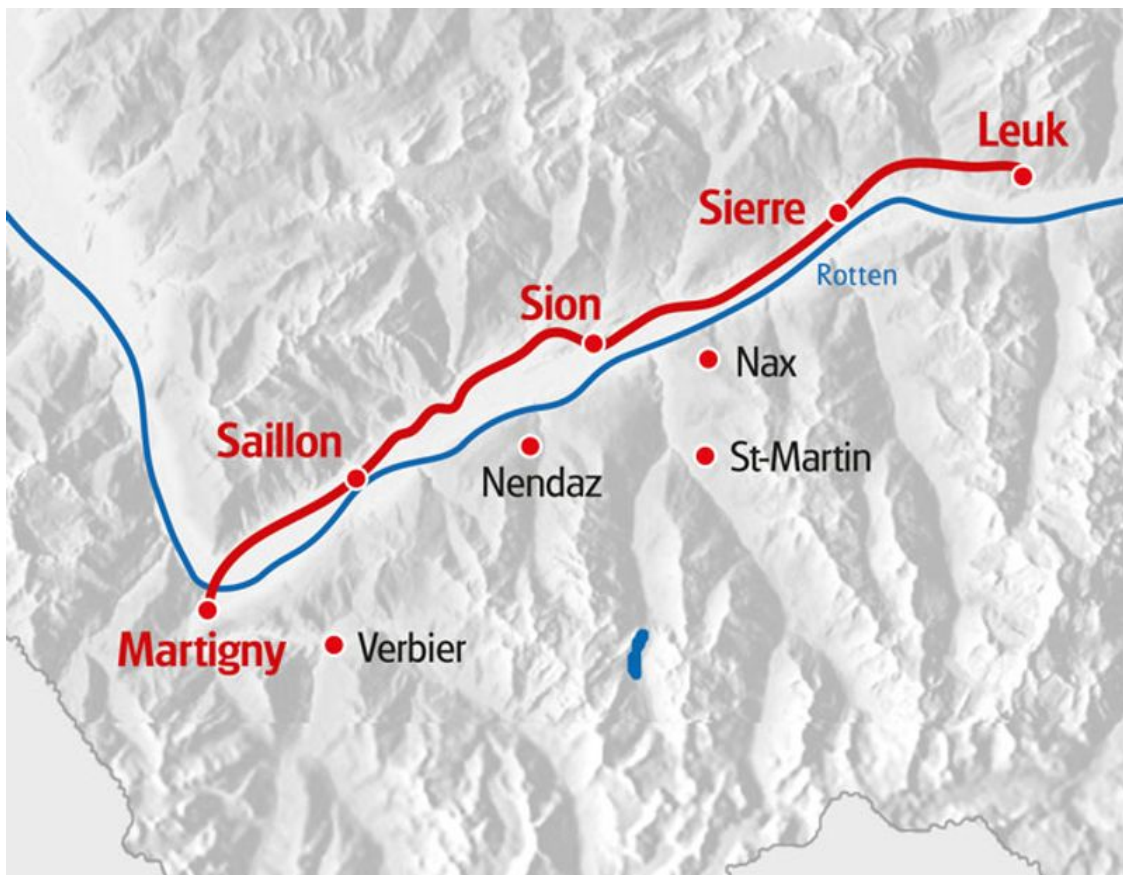 Leuk
Sierre
Rotten
Sion
Nax
Saillon
St-Martin
Nendaz
Martigny
Verbier